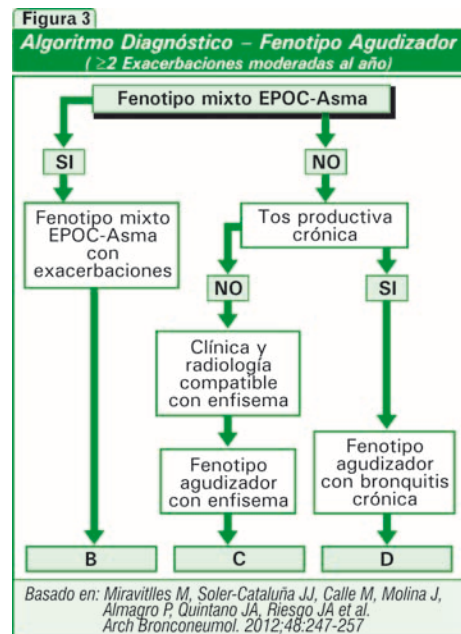 Figura 3
Algoritmo Diagnóstico – Fenotipo Agudizador
( ≥2 Exacerbaciones moderadas al año)
Fenotipo mixto EPOC-Asma
SI
NO
Fenotipo mixto
EPOC-Asma
con
exacerbaciones
Tos productiva
crónica
NO
SI
Clínica y
radiología
compatible
con enfisema
Fenotipo
agudizador
con enfisema
Fenotipo
agudizador
con bronquitis
crónica
B
C
D
Basado en: Miravitlles M, Soler-Cataluña JJ, Calle M, Molina J,
Almagro P, Quintano JA, Riesgo JA et al.
Arch Bronconeumol. 2012;48:247-257